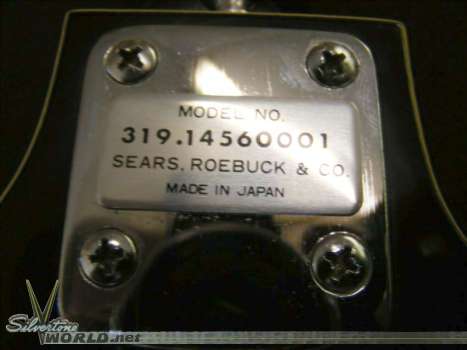 MODEL NO.
319.14560001
SEARS, ROEBUCK & CO.
MADE IN JAPAN
Silvertone
WORLD.net